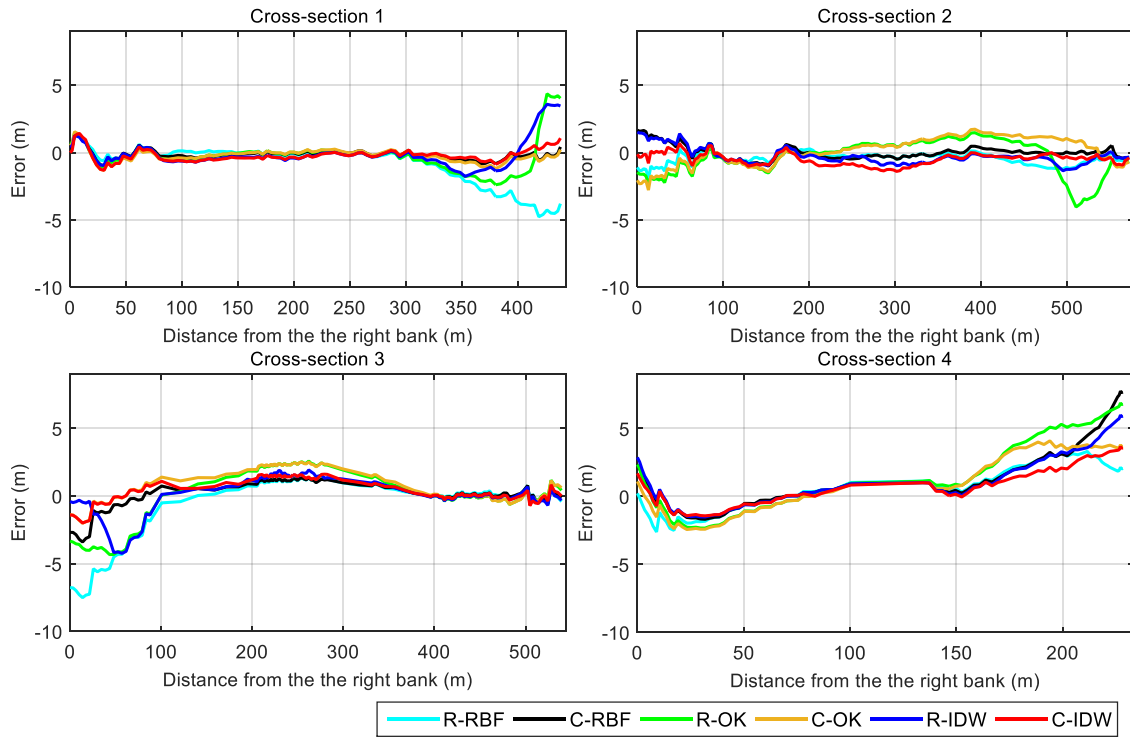 Cross-section 1
Cross-section 2
5
0
-5
-10
Error (m)
0 50 100 150 200 250 300 350 400
Distance from the the right bank (m)
5
0
-5
-10
Error (m)
0 100 200 300 400 500
Distance from the the right bank (m)
Cross-section 3
Cross-section 4
5
0
-5
-10
Error (m)
0 100 200 300 400 500
Distance from the the right bank (m)
5
0
-5
-10
Error (m)
0 50 100 150 200
Distance from the the right bank (m)
R-RBF C-RBF R-OK C-OK R-IDW C-IDW